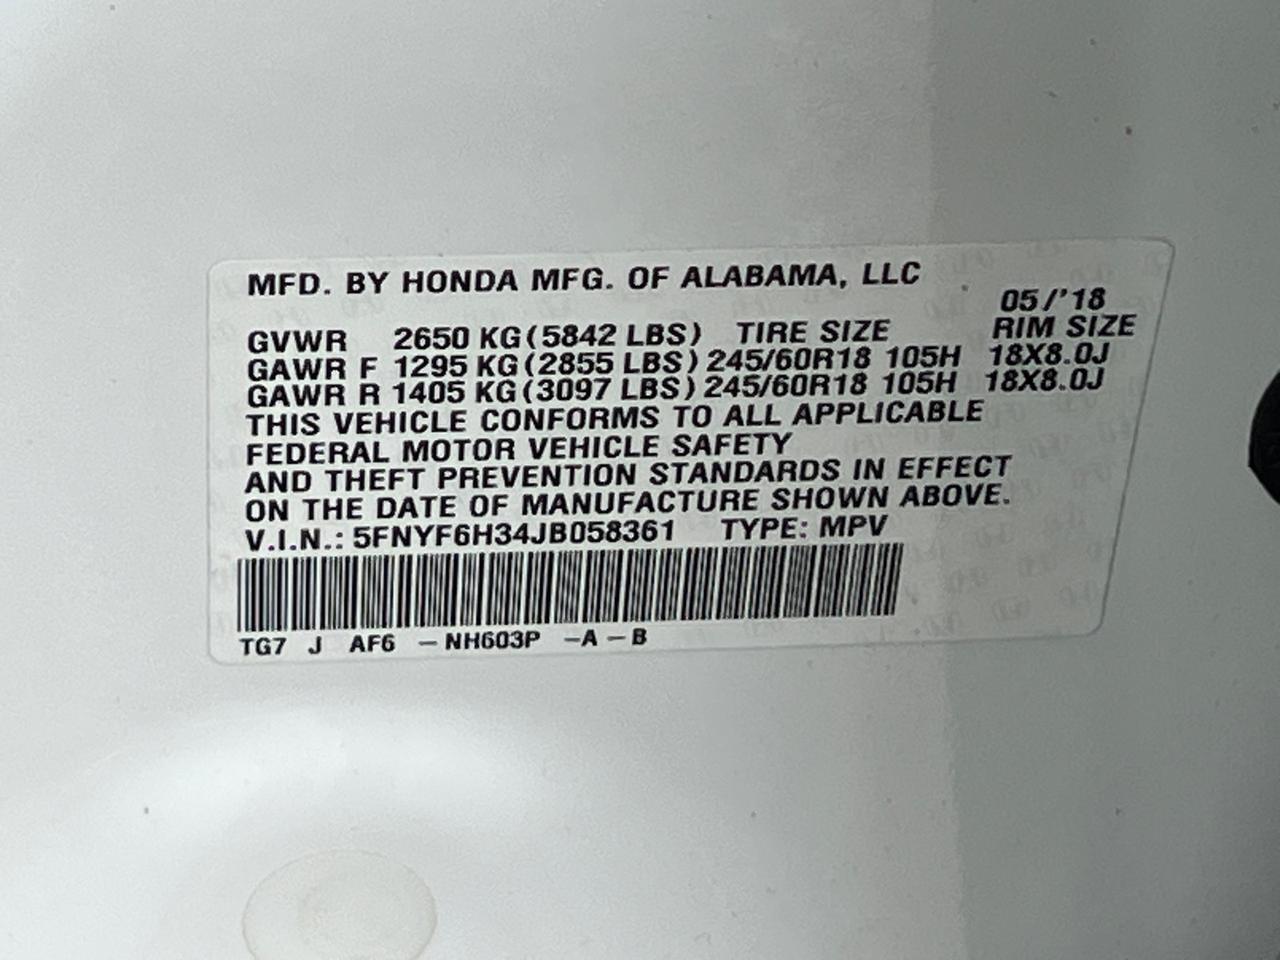 MFD. BY HONDA MFG. OF ALABAMA, LLC
05/'18
GVWR 2650 KG (5842 LBS) TIRE SIZE RIM SIZE
GAWR F 1295 KG (2855 LBS) 245/60R18 105H 18X8.0J
GAWR R 1405 KG (3097 LBS) 245/60R18 105H 18X8.0J
THIS VEHICLE CONFORMS TO ALL APPLICABLE
FEDERAL MOTOR VEHICLE SAFETY
AND THEFT PREVENTION STANDARDS IN EFFECT
ON THE DATE OF MANUFACTURE SHOWN ABOVE.
V.I.N.: 5FNYF6H34JB058361 TYPE: MPV
TG7 J AF6 – NH603P –A – B